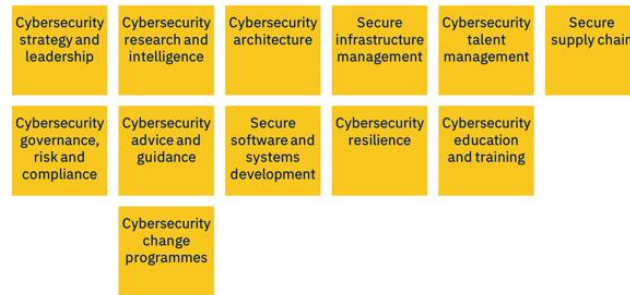 Cybersecurity
strategy and
leadership
Cybersecurity
research and
intelligence
Cybersecurity
architecture
Secure
infrastructure
management
Cybersecurity
talent
management
Secure
supply chain
Cybersecurity
governance,
risk and
compliance
Cybersecurity
advice and
guidance
Secure
software and
systems
development
Cybersecurity
resilience
Cybersecurity
education
and training
Cybersecurity
change
programmes